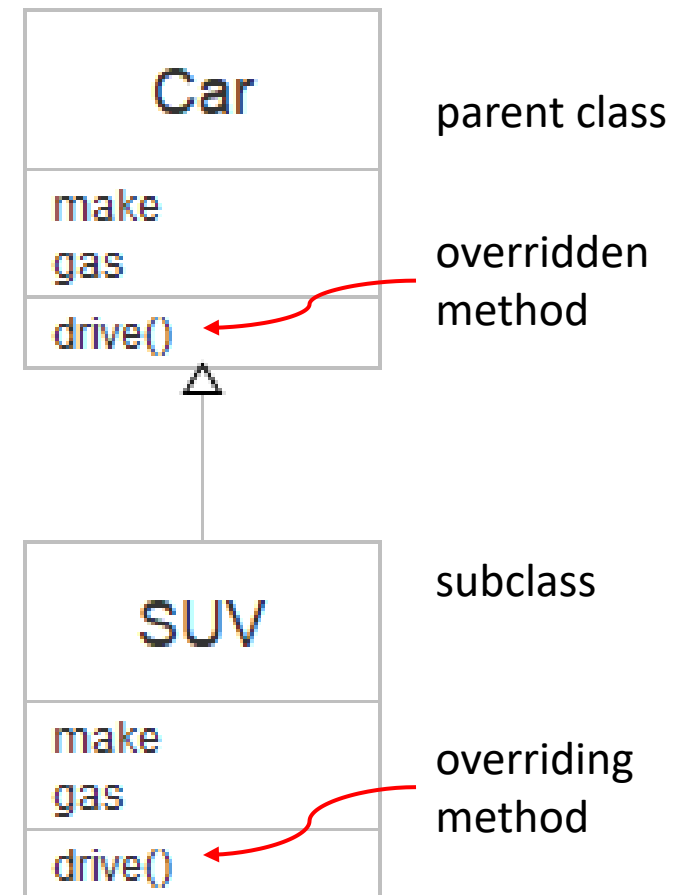 Car
parent class
make
gas
overridden
method
drive()
SUV
subclass
make
gas
overriding
method
drive()